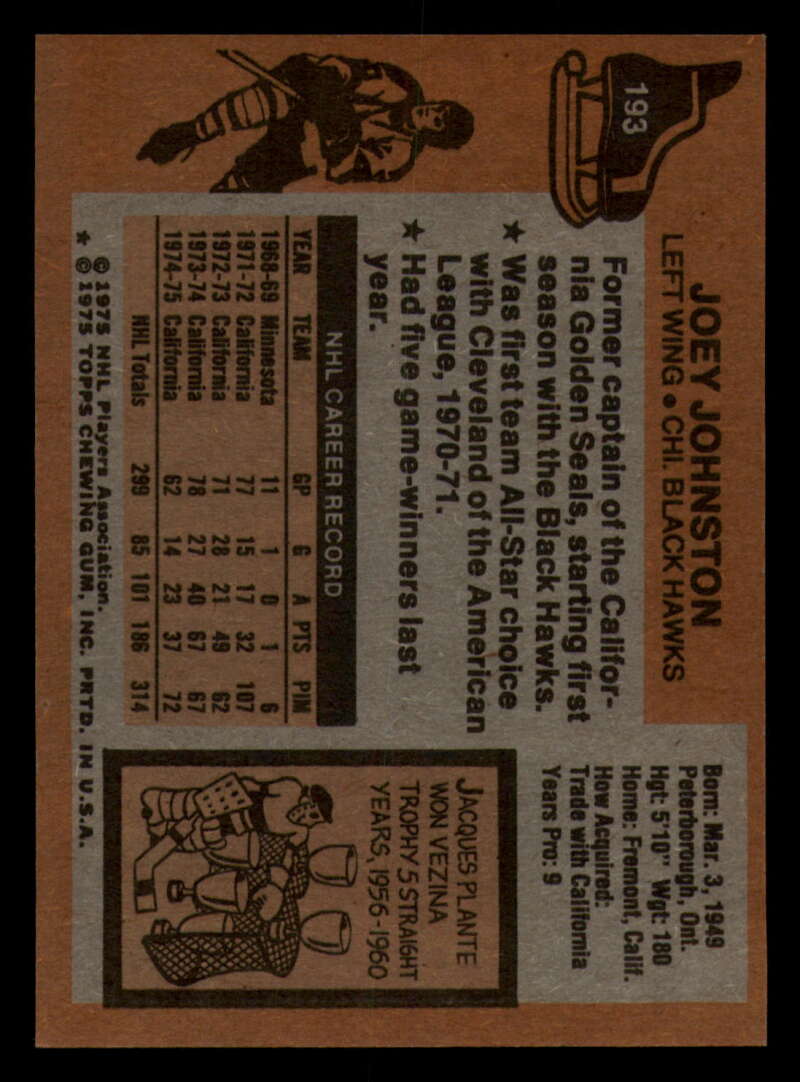 193
JOEY JOHNSTON
LEFT WING • CHI. BLACK HAWKS
Born: Mar. 3, 1949
Peterborough, Ont.
Hgt: 5'10" Wgt: 180
Home: Fremont, Calif.
How Acquired:
Trade with California
Years Pro: 9
Former captain of the Califor-
nia Golden Seals, starting first
season with the Black Hawks.
★ Was first team All-Star choice
with Cleveland of the American
League, 1970-71.
★ Had five game-winners last
year.
NHL CAREER RECORD
YEAR TEAM GP G A PTS PIM
1968-69 Minnesota 11 1 0 1 6
1971-72 California 77 15 17 32 107
1972-73 California 71 28 21 49 62
1973-74 California 78 27 40 67 67
1974-75 California 62 14 23 37 72
NHL Totals 299 85 101 186 314
JACQUES PLANTE
WON VEZINA
TROPHY 5 STRAIGHT
YEARS, 1956-1960
© 1975 NHL Players Association.
★ © 1975 TOPPS CHEWING GUM, INC. PRTD. IN U.S.A.